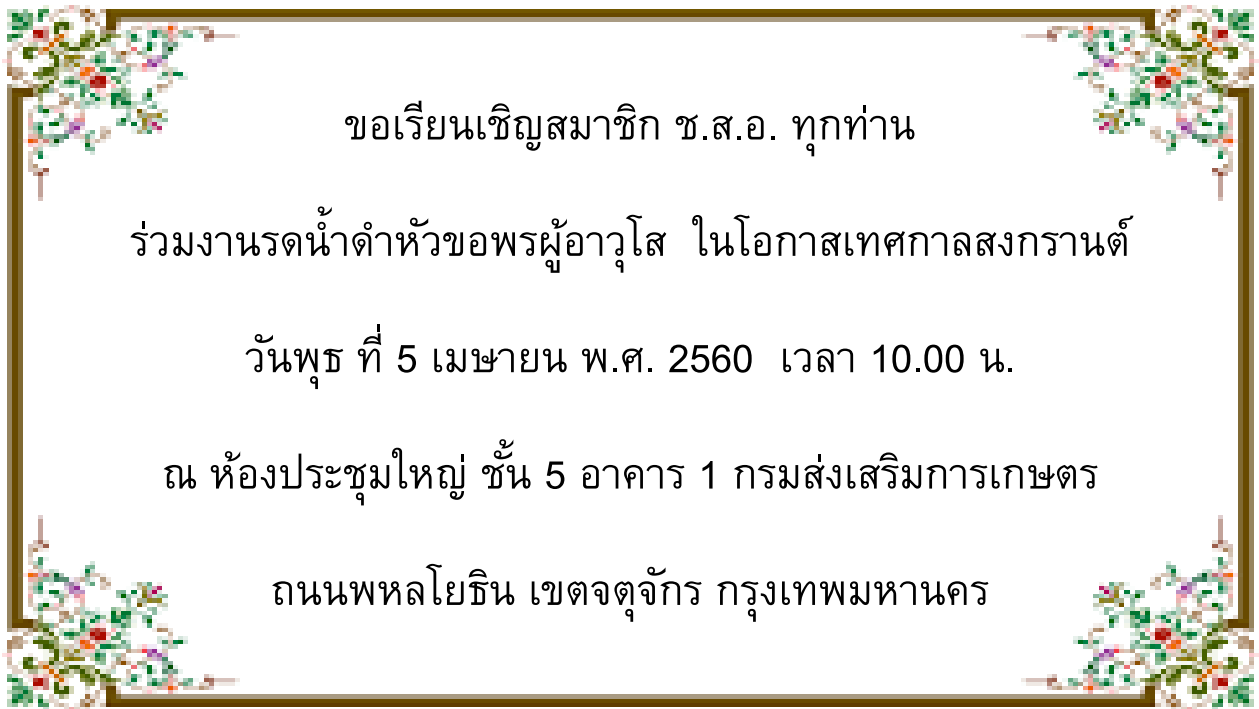 ขอเรียนเชิญสมาชิก ช.ส.อ. ทุกท่าน
ร่วมงานรดน้ำดำหัวขอพรผู้อาวุโส ในโอกาสเทศกาลสงกรานต์
วันพุธ ที่ 5 เมษายน พ.ศ. 2560 เวลา 10.00 น.
ณ ห้องประชุมใหญ่ ชั้น 5 อาคาร 1 กรมส่งเสริมการเกษตร
ถนนพหลโยธิน เขตจตุจักร กรุงเทพมหานคร